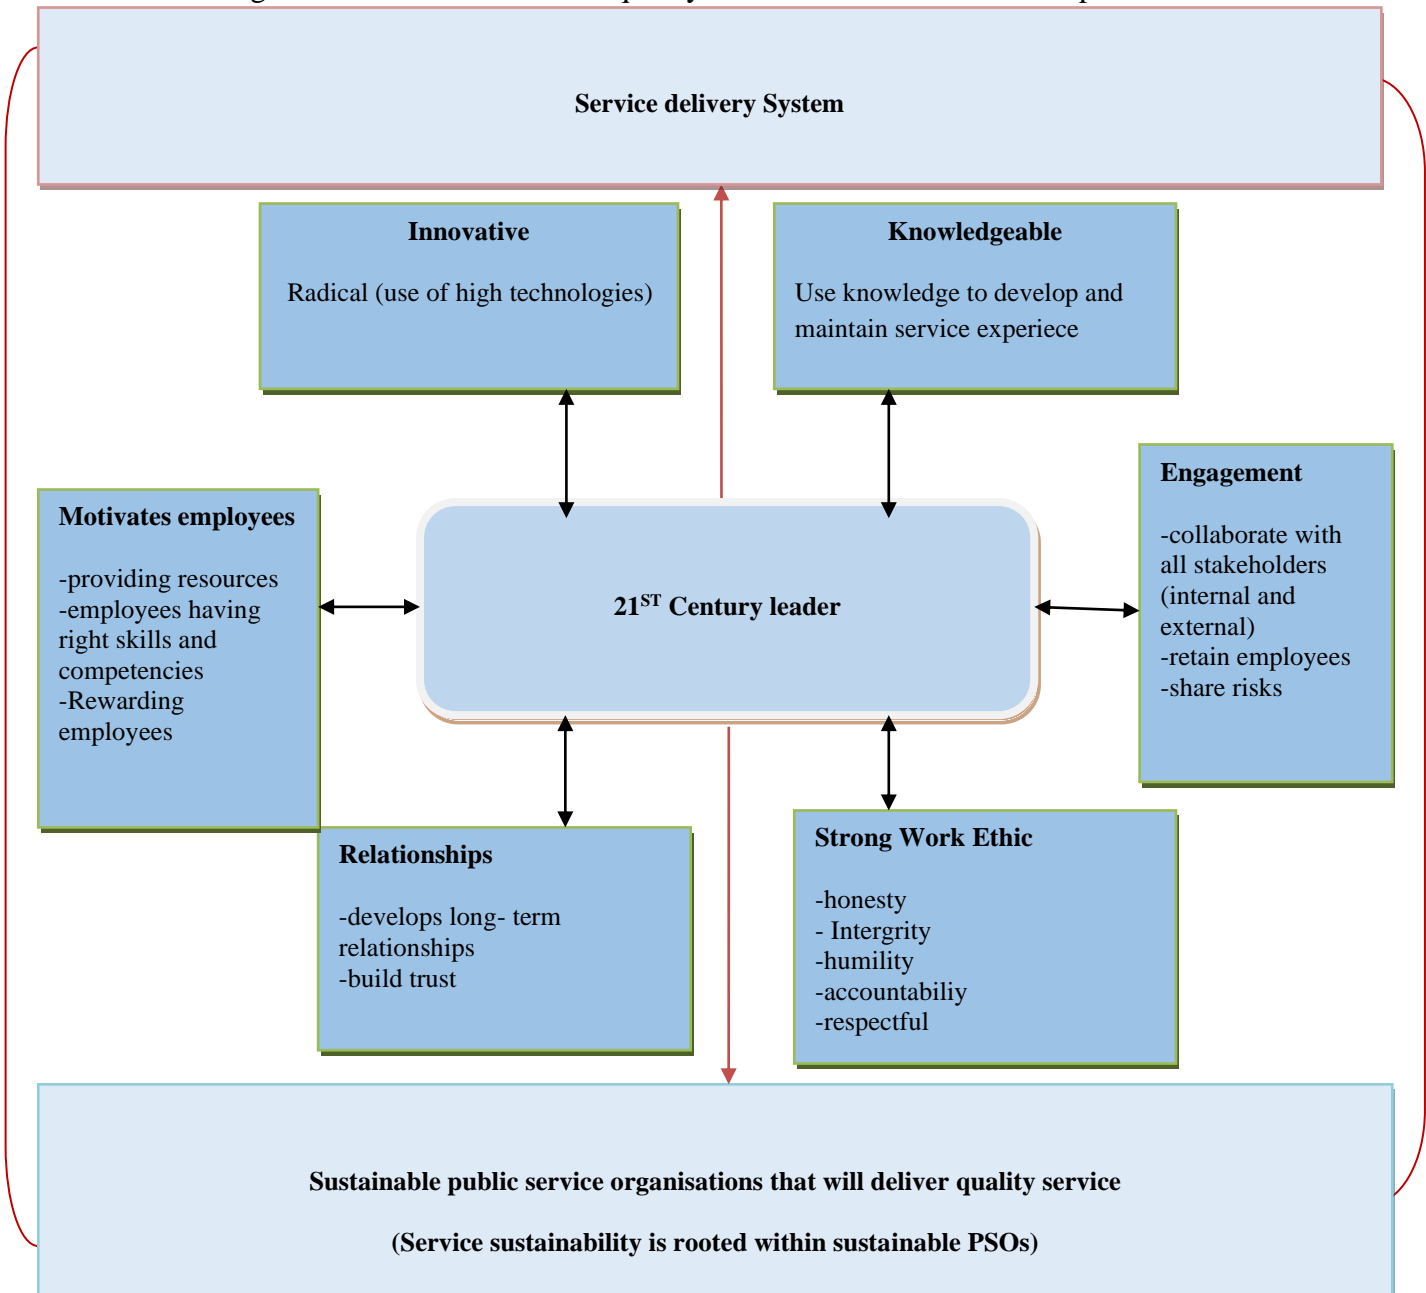 Service delivery System
Innovative
Radical (use of high technologies)
Knowledgeable
Use knowledge to develop and
maintain service experiece
Motivates employees
-providing resources
-employees having
right skills and
competencies
-Rewarding
employees
21ST Century leader
Engagement
-collaborate with
all stakeholders
(internal and
external)
-retain employees
-share risks
Relationships
-develops long- term
relationships
-build trust
Strong Work Ethic
-honesty
- Intergrity
-humility
-accountabiliy
-respectful
Sustainable public service organisations that will deliver quality service
(Service sustainability is rooted within sustainable PSOs)